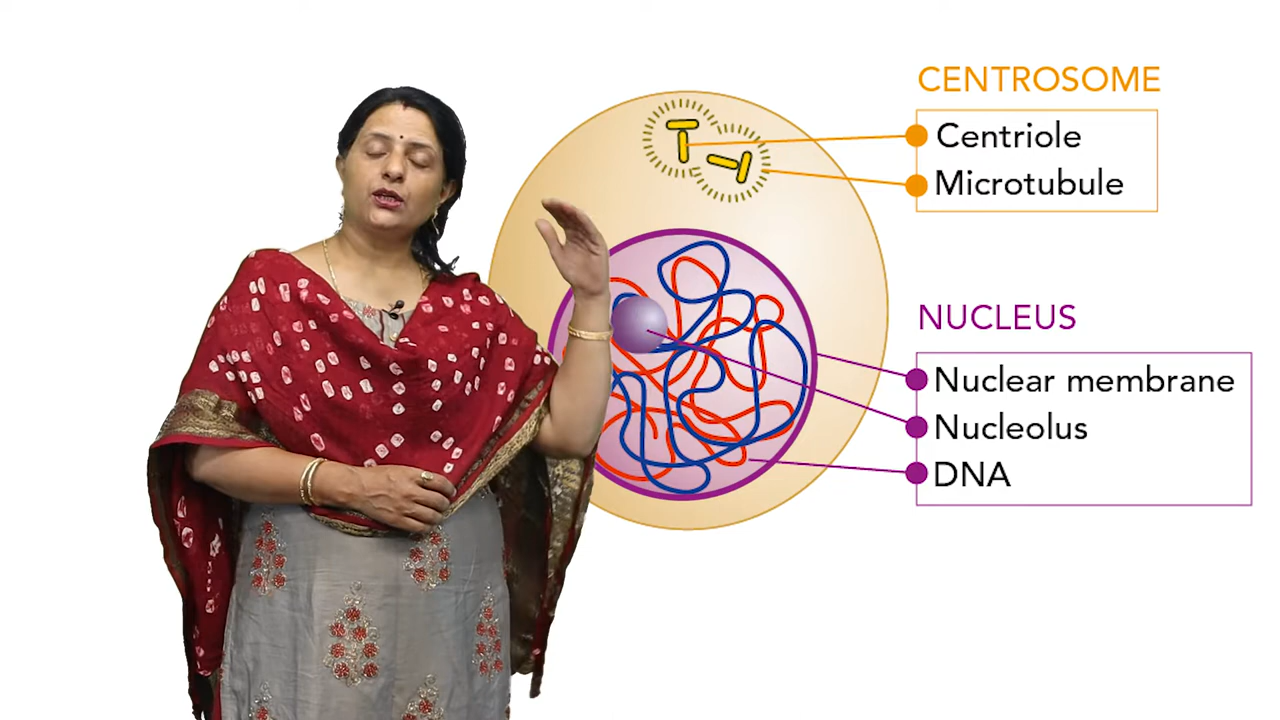 CENTROSOME
Centriole
Microtubule
NUCLEUS
Nuclear membrane
Nucleolus
DNA